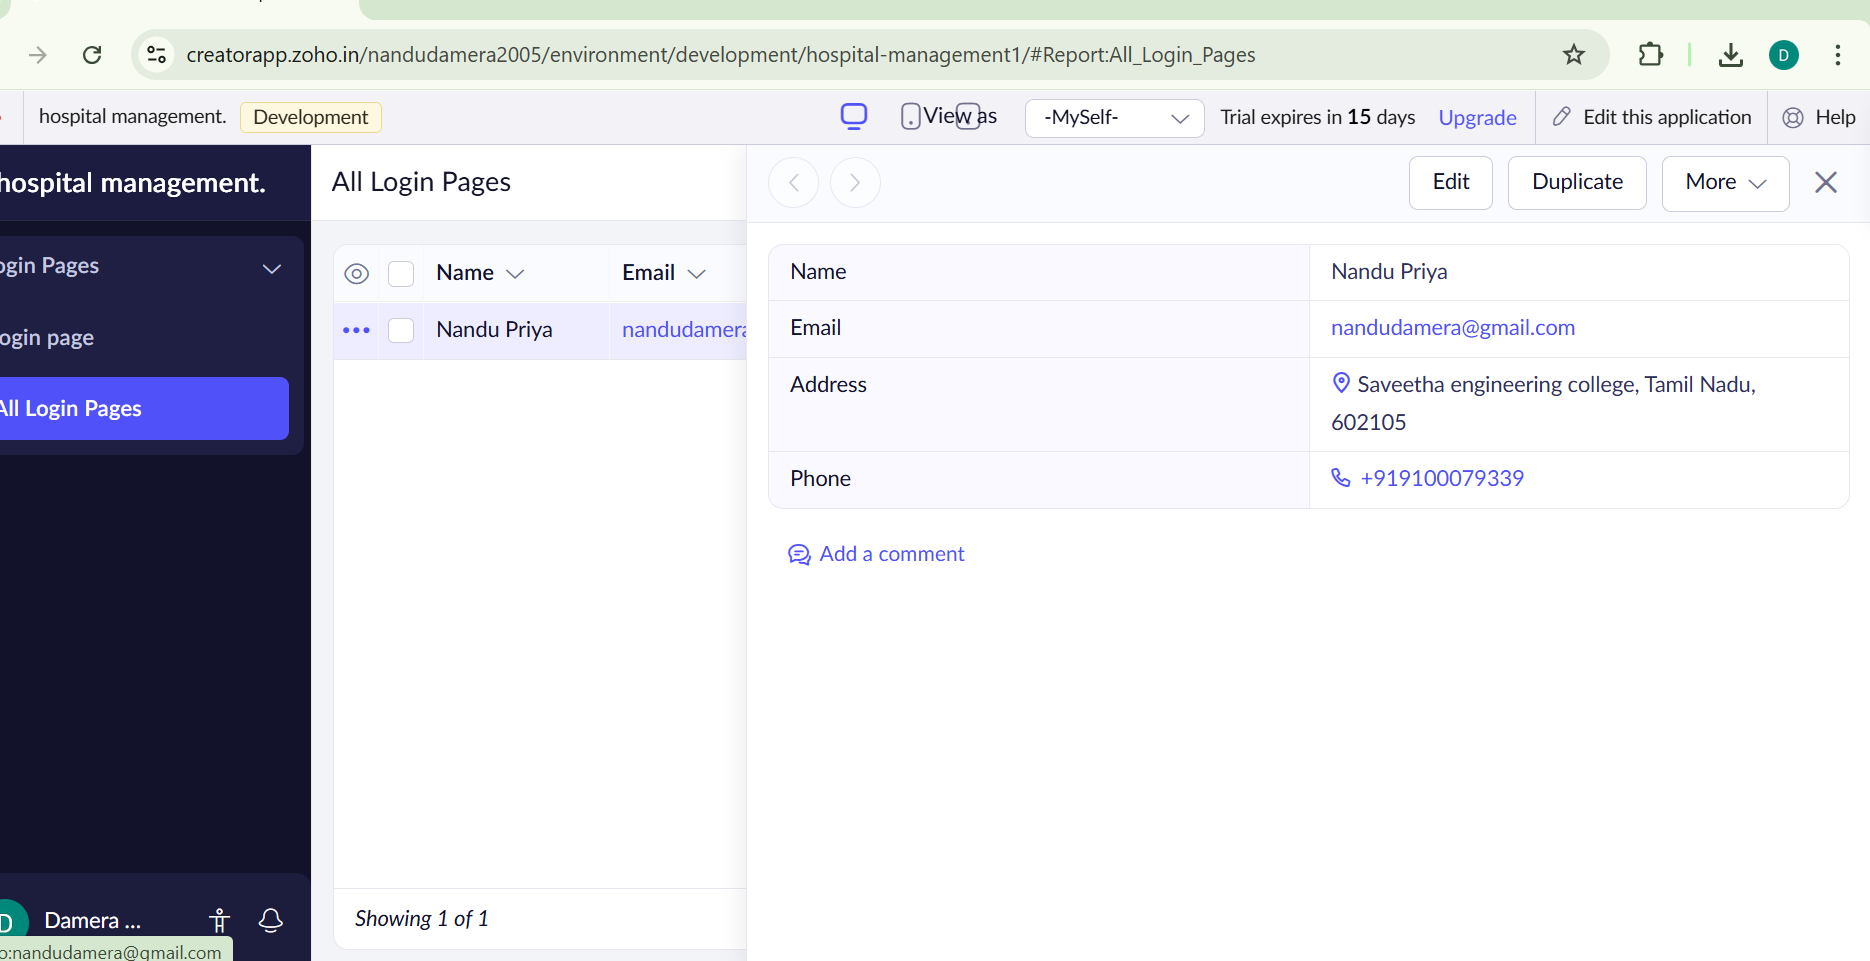 creatorapp.zoho.in/nandudamera2005/environment/development/hospital-management1/#Report:All_Login_Pages
D
hospital management.
Development
View as
-MySelf-
Trial expires in 15 days
Upgrade
Edit this application
Help
hospital management.
All Login Pages
Edit
Duplicate
More
ogin Pages
ogin page
All Login Pages
Name
Email
Nandu Priya
nandudamera
Name
Nandu Priya
Email
nandudamera@gmail.com
Address
Saveetha engineering college, Tamil Nadu,
602105
Phone
+919100079339
Add a comment
Showing 1 of 1
D
Damera ...
o:nandudamera@gmail.com